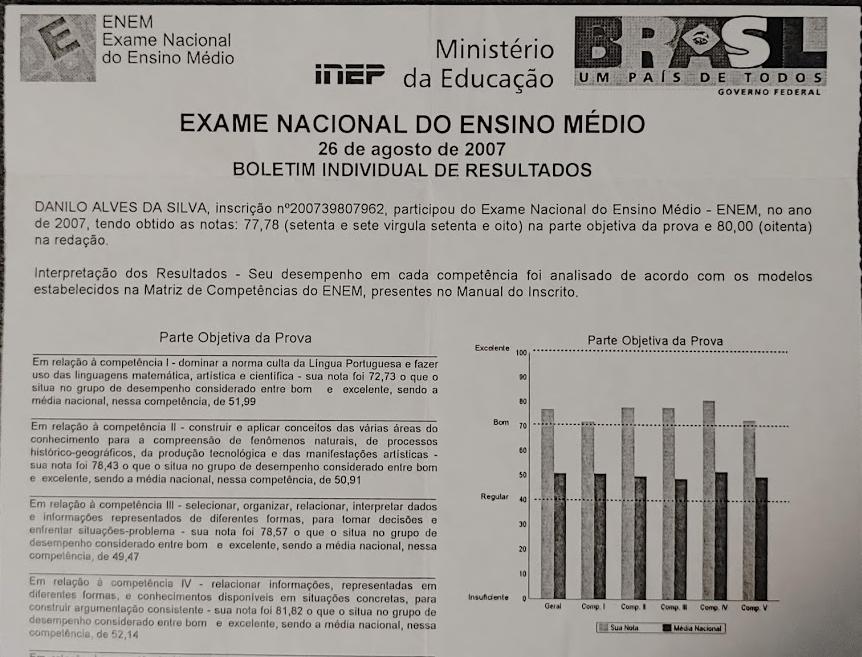 ENEM
Exame Nacional
do Ensino Médio
INEP
Ministério
da Educação
BRASIL
UM PAÍS DE TODOS
GOVERNO FEDERAL
EXAME NACIONAL DO ENSINO MÉDIO
26 de agosto de 2007
BOLETIM INDIVIDUAL DE RESULTADOS
DANILO ALVES DA SILVA, inscrição nº200739807962, participou do Exame Nacional do Ensino Médio - ENEM, no ano
de 2007, tendo obtido as notas: 77,78 (setenta e sete virgula setenta e oito) na parte objetiva da prova e 80,00 (oitenta)
na redação.
Interpretação dos Resultados - Seu desempenho em cada competência foi analisado de acordo com os modelos
estabelecidos na Matriz de Competências do ENEM, presentes no Manual do Inscrito.
Parte Objetiva da Prova
Em relação à competência I - dominar a norma culta da Língua Portuguesa e fazer
uso das linguagens matemática, artística e científica - sua nota foi 72,73 o que o
situa no grupo de desempenho considerado entre bom e excelente, sendo a
média nacional, nessa competência, de 51,99
Em relação à competência II - construir e aplicar conceitos das várias áreas do
conhecimento para a compreensão de fenômenos naturais, de processos
histórico-geográficos, da produção tecnológica e das manifestações artísticas -
sua nota foi 78,43 o que o situa no grupo de desempenho considerado entre bom
e excelente, sendo a média nacional, nessa competência, de 50,91
Em relação à competência III - selecionar, organizar, relacionar, interpretar dados
e informações representados de diferentes formas, para tomar decisões e
enfrentar situações-problema - sua nota foi 78,57 o que o situa no grupo de
desempenho considerado entre bom e excelente, sendo a média nacional, nessa
competência, de 49,47
Em relação à competência IV - relacionar informações, representadas em
diferentes formas, e conhecimentos disponíveis em situações concretas, para
construir argumentação consistente - sua nota foi 81,82 o que o situa no grupo de
desempenho considerado entre bom e excelente, sendo a média nacional, nessa
competência, de 52,14
Parte Objetiva da Prova
Excelente 100
90
80
Bom 70
60
50
Regular 40
30
20
10
Insuficiente 0
Geral Comp. I Comp. II Comp. III Comp. IV Comp. V
Sua Nota Média Nacional